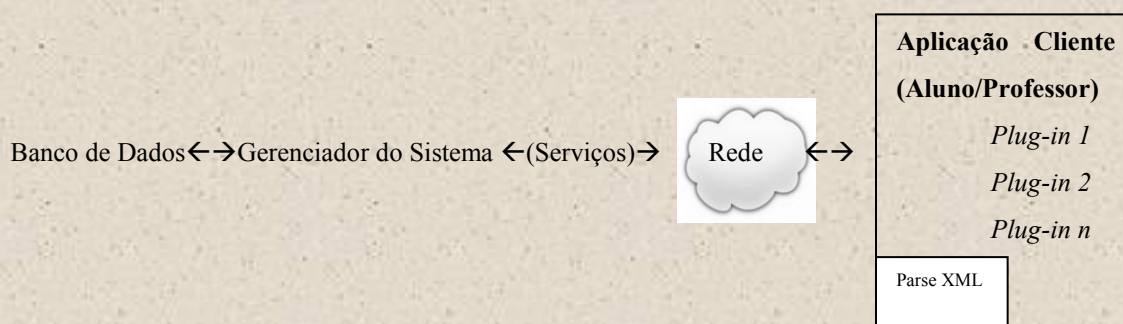 Banco de Dados←→Gerenciador do Sistema ←(Serviços)→ Rede ←→
Aplicação Cliente
(Aluno/Professor)
Plug-in 1
Plug-in 2
Plug-in n
Parse XML